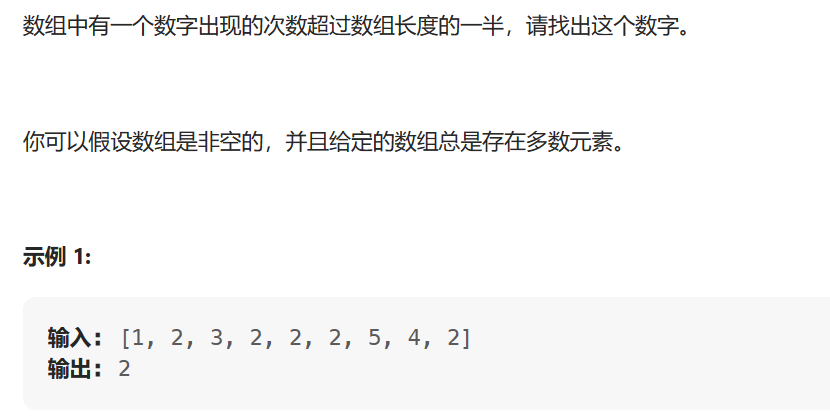 数组中有一个数字出现的次数超过数组长度的一半，请找出这个数字。
你可以假设数组是非空的，并且给定的数组总是存在多数元素。
示例 1:
输入: [1, 2, 3, 2, 2, 2, 5, 4, 2]
输出: 2